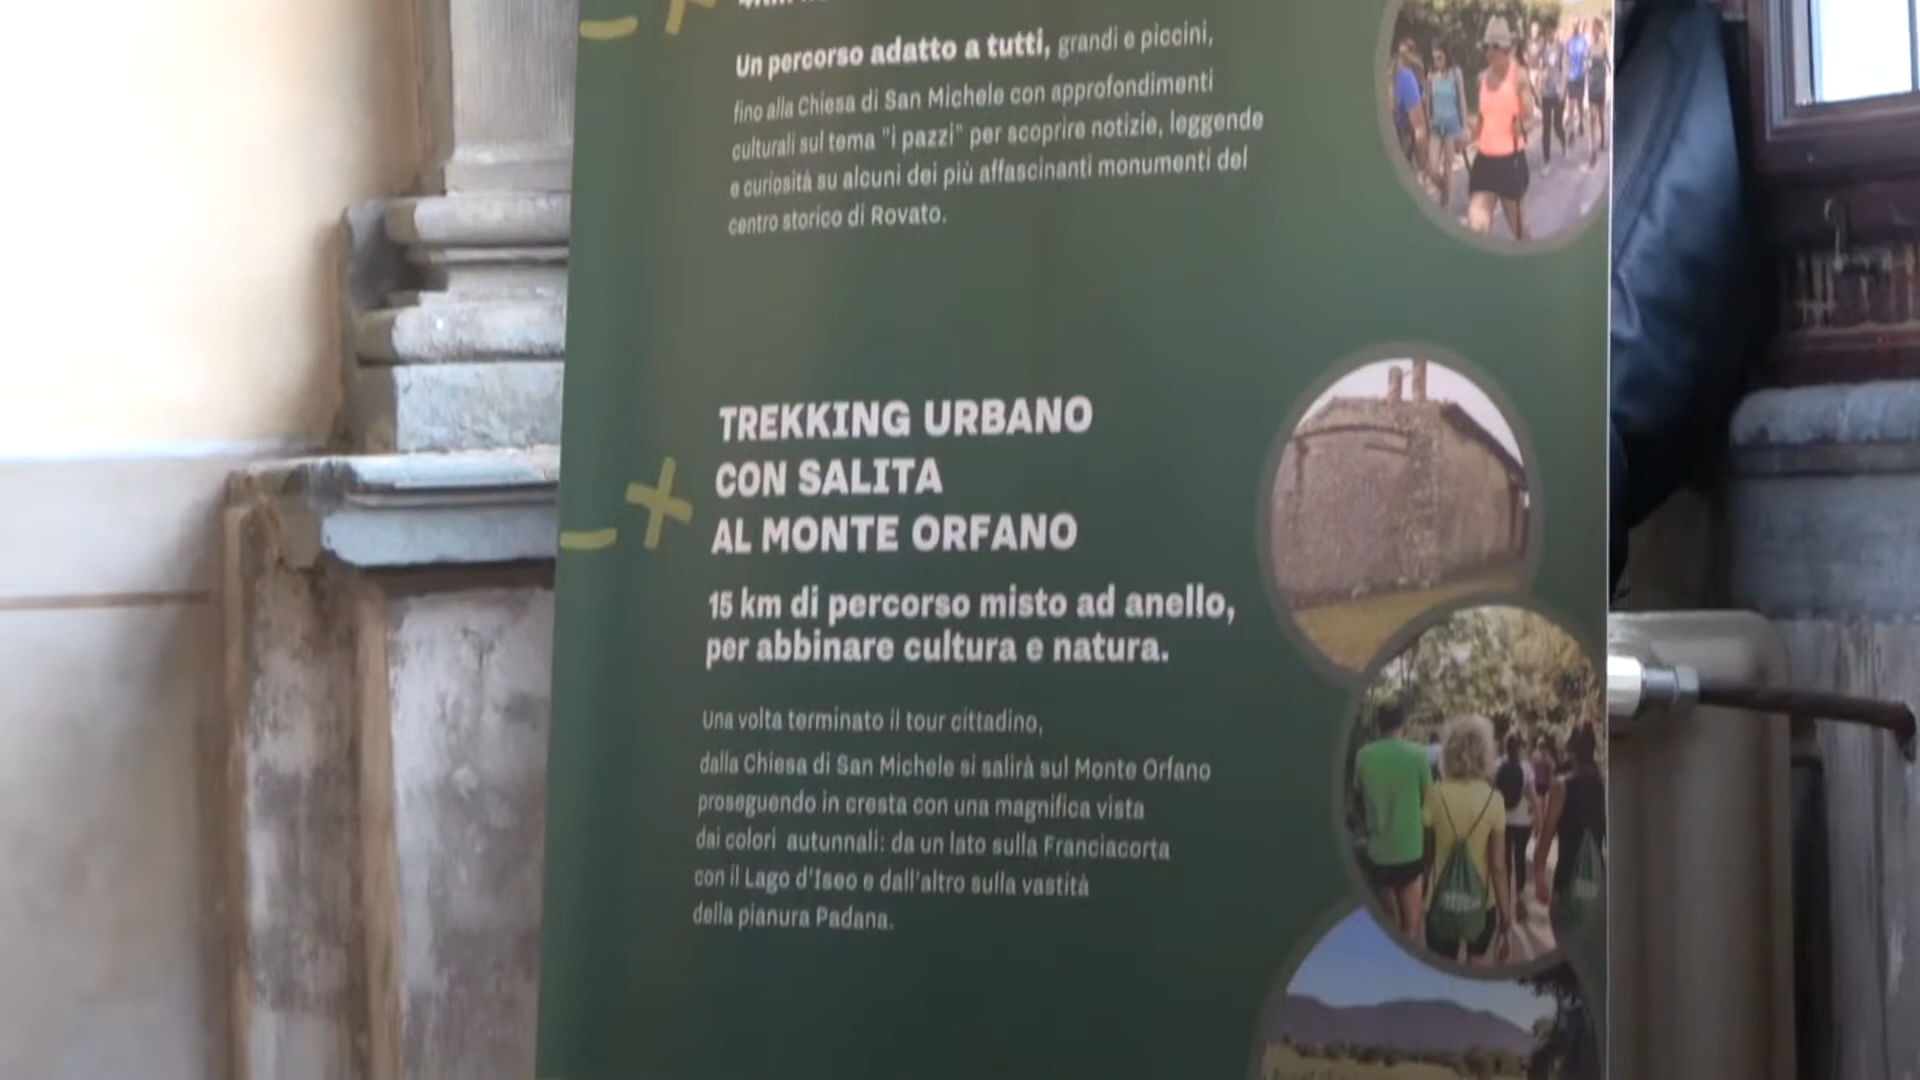 Un percorso adatto a tutti, grandi e piccini,
fino alla Chiesa di San Michele con approfondimenti
culturali sul tema "i pazzi" per scoprire notizie, leggende
e curiosità su alcuni dei più affascinanti monumenti del
centro storico di Rovato.
TREKKING URBANO
CON SALITA
AL MONTE ORFANO
15 km di percorso misto ad anello,
per abbinare cultura e natura.
Una volta terminato il tour cittadino,
dalla Chiesa di San Michele si salirà sul Monte Orfano
proseguendo in cresta con una magnifica vista
dai colori autunnali: da un lato sulla Franciacorta
con il Lago d'Iseo e dall'altro sulla vastità
della pianura Padana.